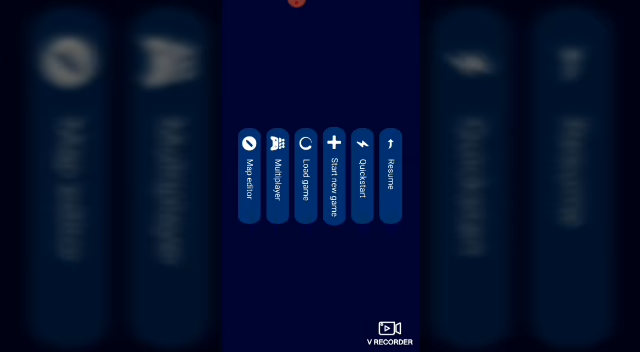 Resume
Quickstart
Start new game
Load game
Multiplayer
Map editor
V RECORDER